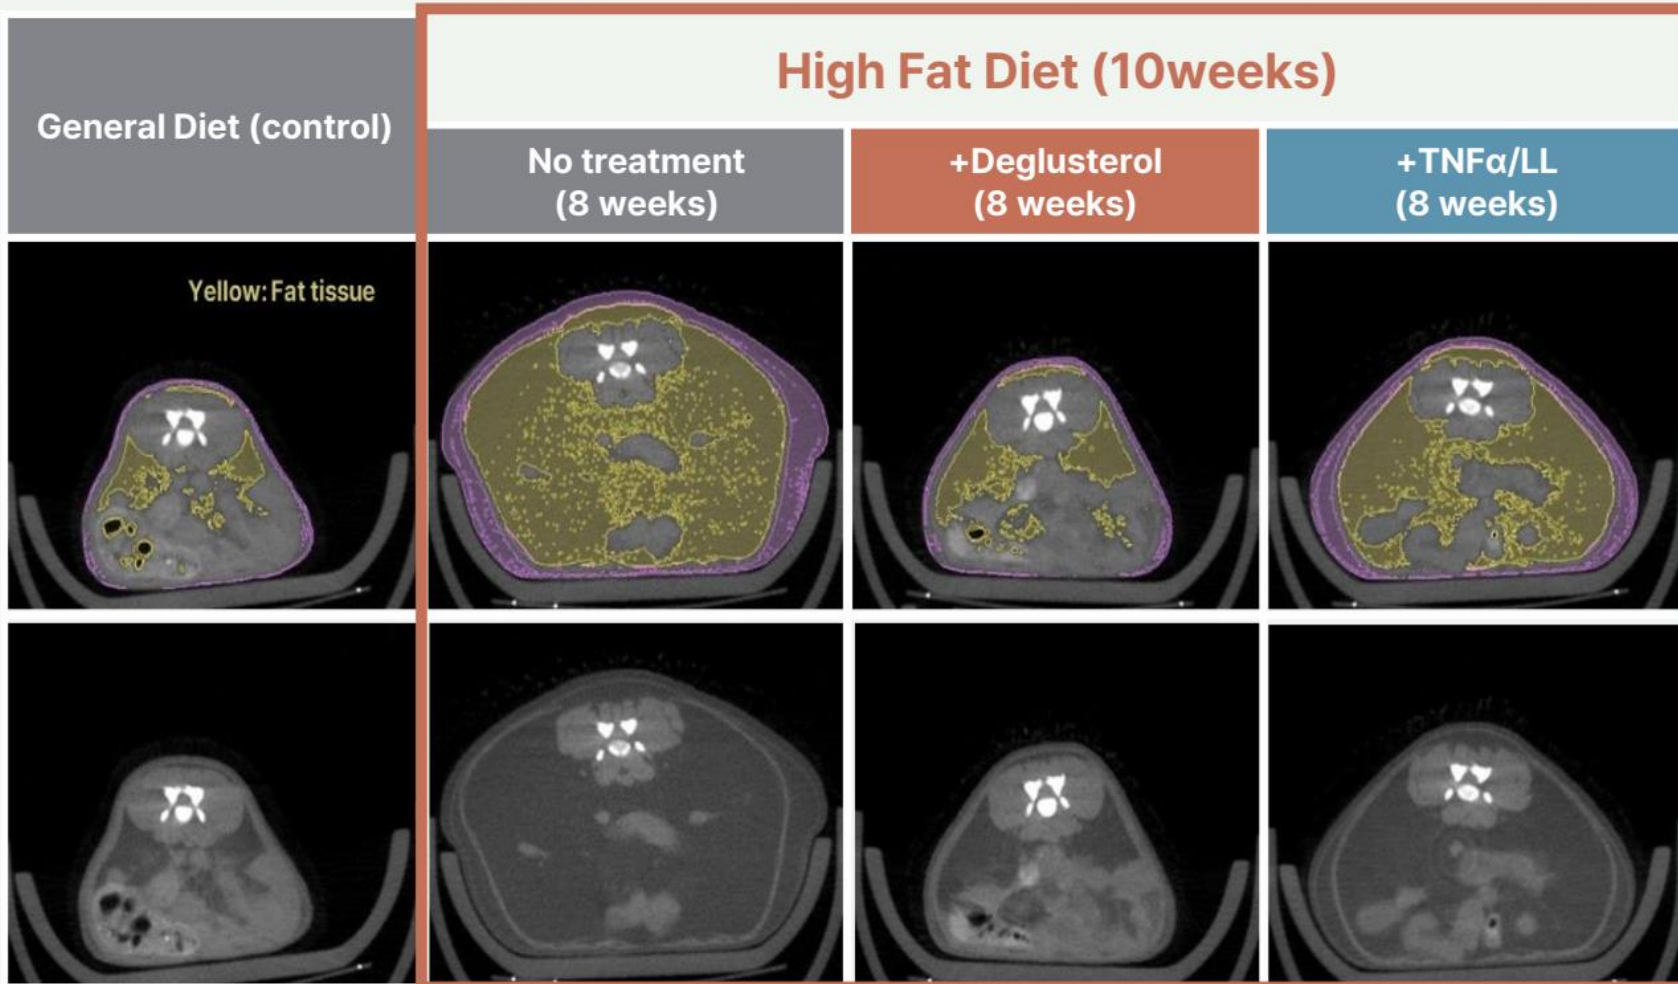 General Diet (control)
High Fat Diet (10weeks)
No treatment
(8 weeks)
+Deglusterol
(8 weeks)
+TNFα/LL
(8 weeks)
Yellow: Fat tissue